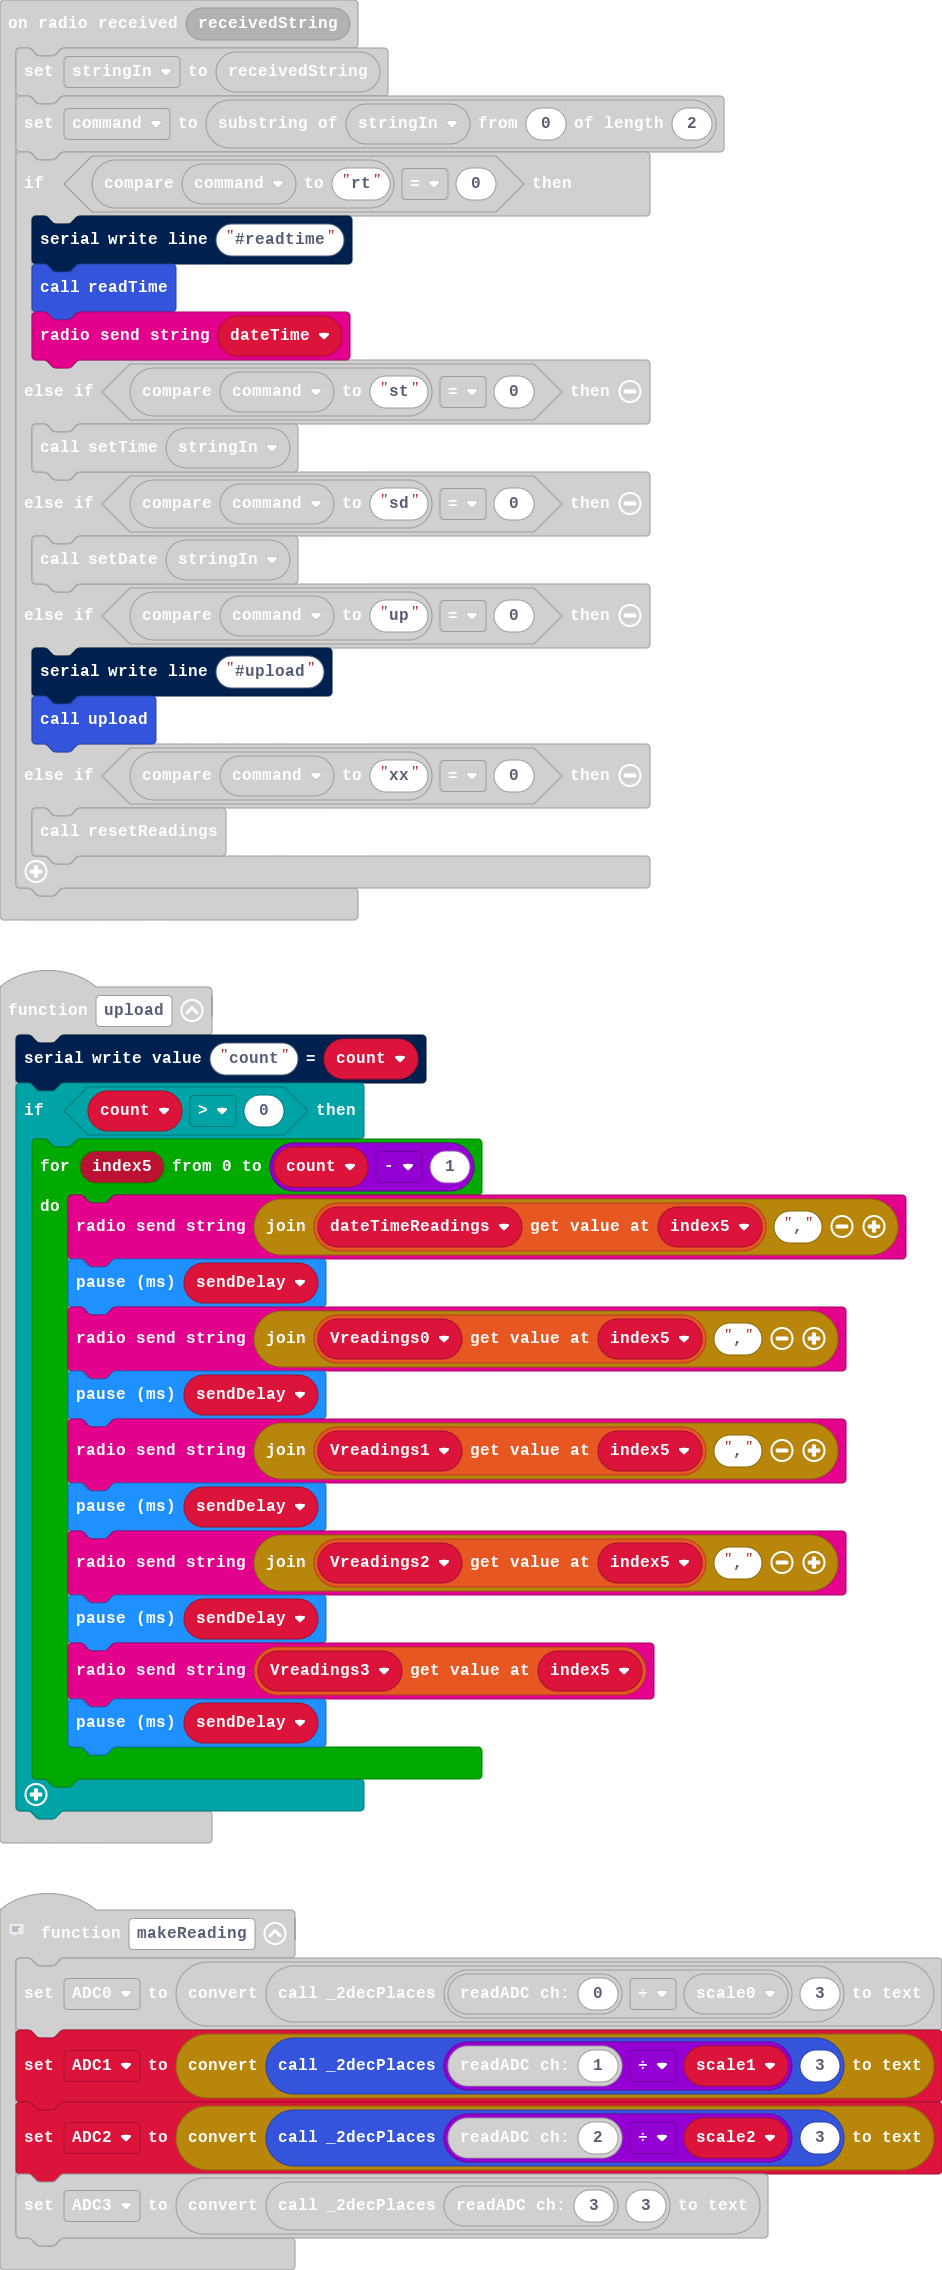 on radio received receivedString
set stringIn to receivedString
set command to substring of stringIn from 0 of length 2
if compare command to "rt" = 0 then
serial write line "#readtime"
call readTime
radio send string dateTime
else if compare command to "st" = 0 then
call setTime stringIn
else if compare command to "sd" = 0 then
call setDate stringIn
else if compare command to "up" = 0 then
serial write line "#upload"
call upload
else if compare command to "xx" = 0 then
call resetReadings
function upload
serial write value "count" = count
if count > 0 then
for index5 from 0 to count - 1
do
radio send string join dateTimeReadings get value at index5 ","
pause (ms) sendDelay
radio send string join Vreadings0 get value at index5 ","
pause (ms) sendDelay
radio send string join Vreadings1 get value at index5 ","
pause (ms) sendDelay
radio send string join Vreadings2 get value at index5 ","
pause (ms) sendDelay
radio send string Vreadings3 get value at index5
pause (ms) sendDelay
function makeReading
set ADC0 to convert call _2decPlaces readADC ch: 0 ÷ scale0 3 to text
set ADC1 to convert call _2decPlaces readADC ch: 1 ÷ scale1 3 to text
set ADC2 to convert call _2decPlaces readADC ch: 2 ÷ scale2 3 to text
set ADC3 to convert call _2decPlaces readADC ch: 3 3 to text